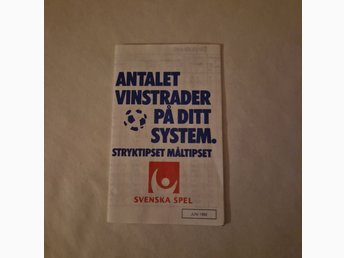 ANTALET
VINSTRADER
PÅ DITT
SYSTEM.
STRYKTIPSET MÅLTIPSET
SVENSKA SPEL